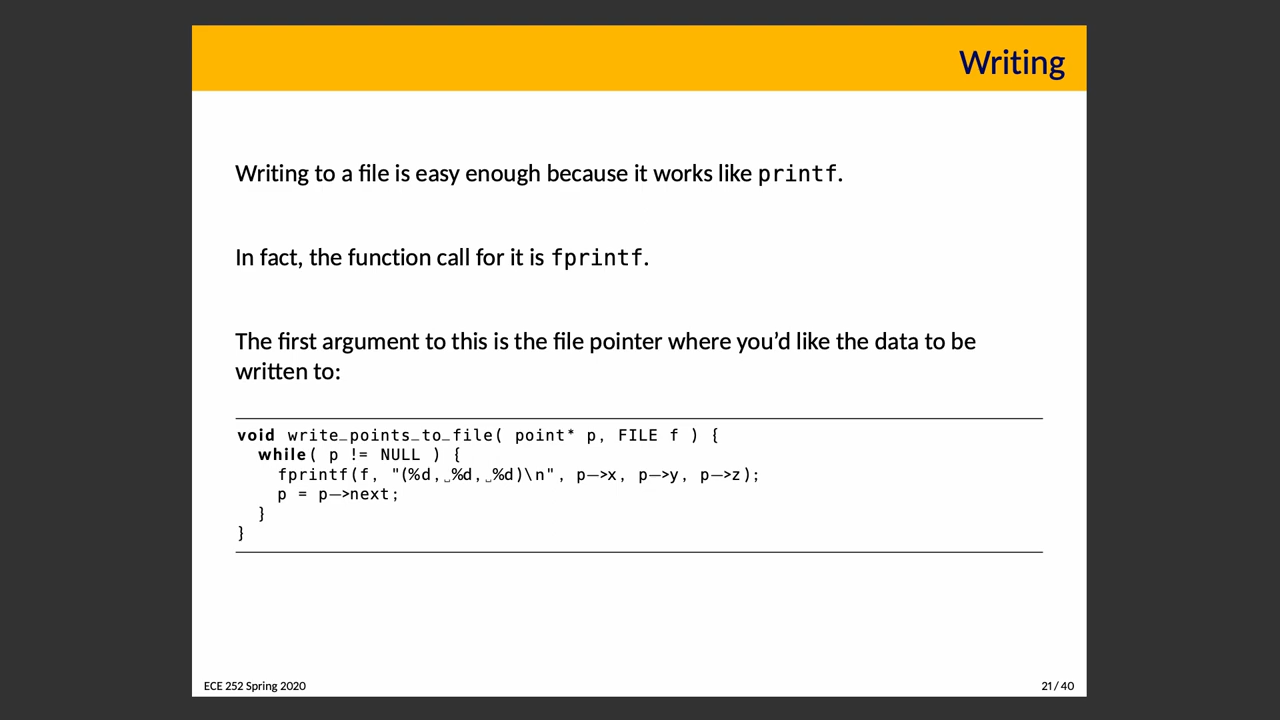 Writing
Writing to a file is easy enough because it works like printf.
In fact, the function call for it is fprintf.
The first argument to this is the file pointer where you’d like the data to be
written to:
void write_points_to_file( point* p, FILE f ) {
while( p != NULL ) {
fprintf(f, "(%d,␣%d,␣%d)\n", p->x, p->y, p->z);
p = p->next;
}
}
ECE 252 Spring 2020
21 / 40